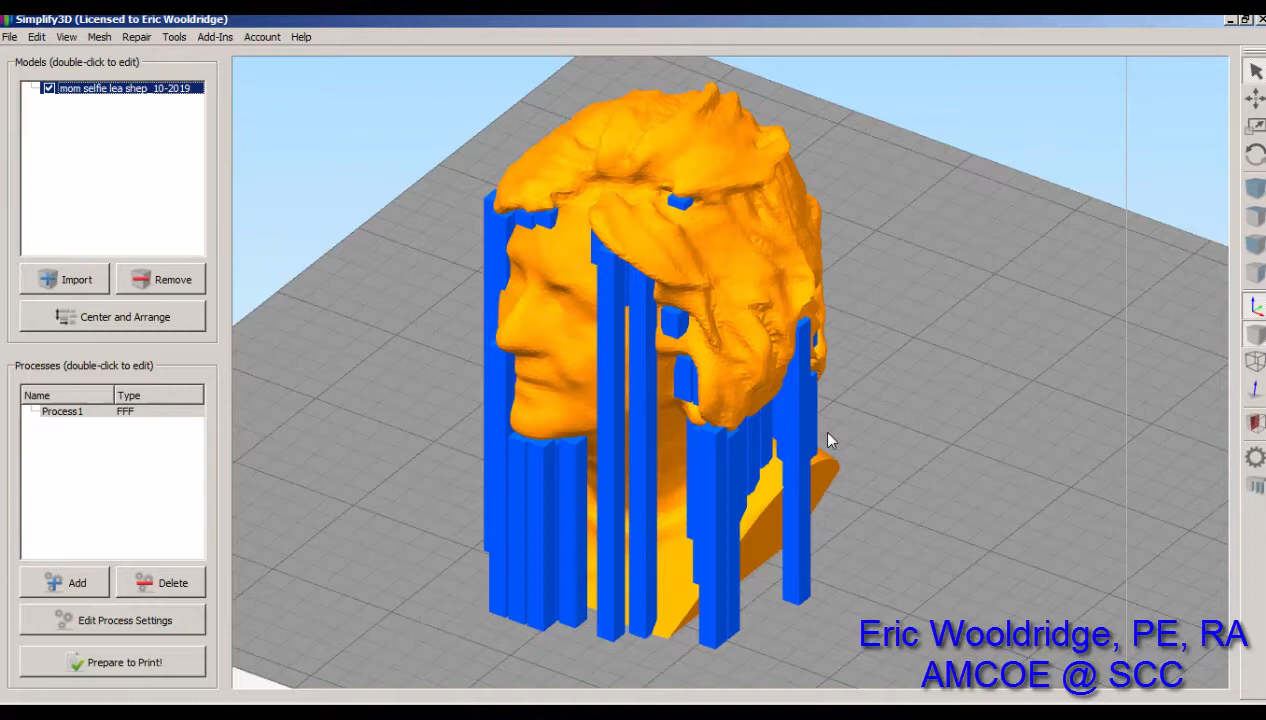 Simplify3D (Licensed to Eric Wooldridge)
File Edit View Mesh Repair Tools Add-Ins Account Help
Models (double-click to edit)
mom selfie lea shep_10-2019
Import Remove
Center and Arrange
Processes (double-click to edit)
Name Type
Process1 FFF
Add Delete
Edit Process Settings
Prepare to Print!
Eric Wooldridge, PE, RA
AMCOE @ SCC